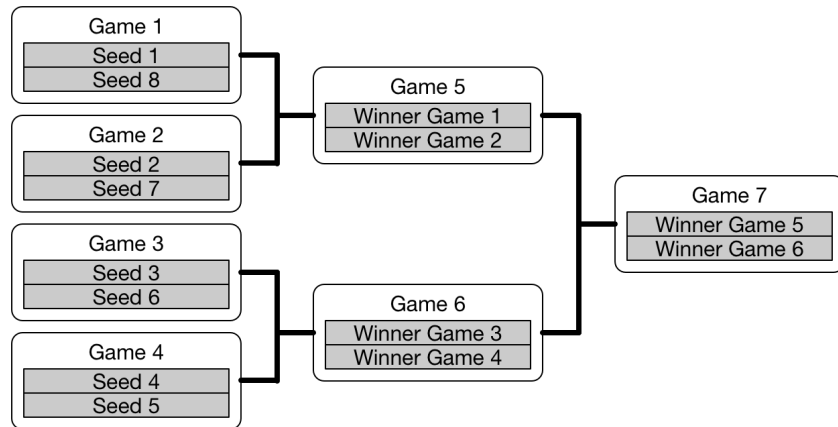 Game 1
Seed 1
Seed 8
Game 2
Seed 2
Seed 7
Game 3
Seed 3
Seed 6
Game 4
Seed 4
Seed 5
Game 5
Winner Game 1
Winner Game 2
Game 6
Winner Game 3
Winner Game 4
Game 7
Winner Game 5
Winner Game 6